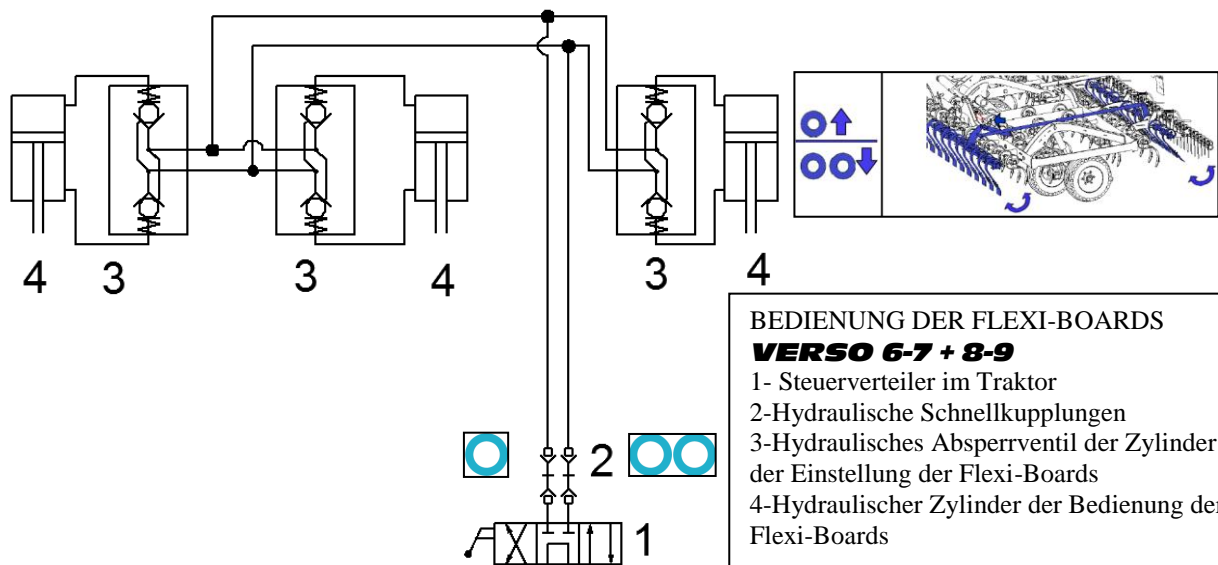 4 3 3 4 3 4
BEDIENUNG DER FLEXI-BOARDS
VERSO 6-7 + 8-9
1- Steuerverteiler im Traktor
2-Hydraulische Schnellkupplungen
3-Hydraulisches Absperrventil der Zylinder
der Einstellung der Flexi-Boards
4-Hydraulischer Zylinder der Bedienung der
Flexi-Boards
2
1